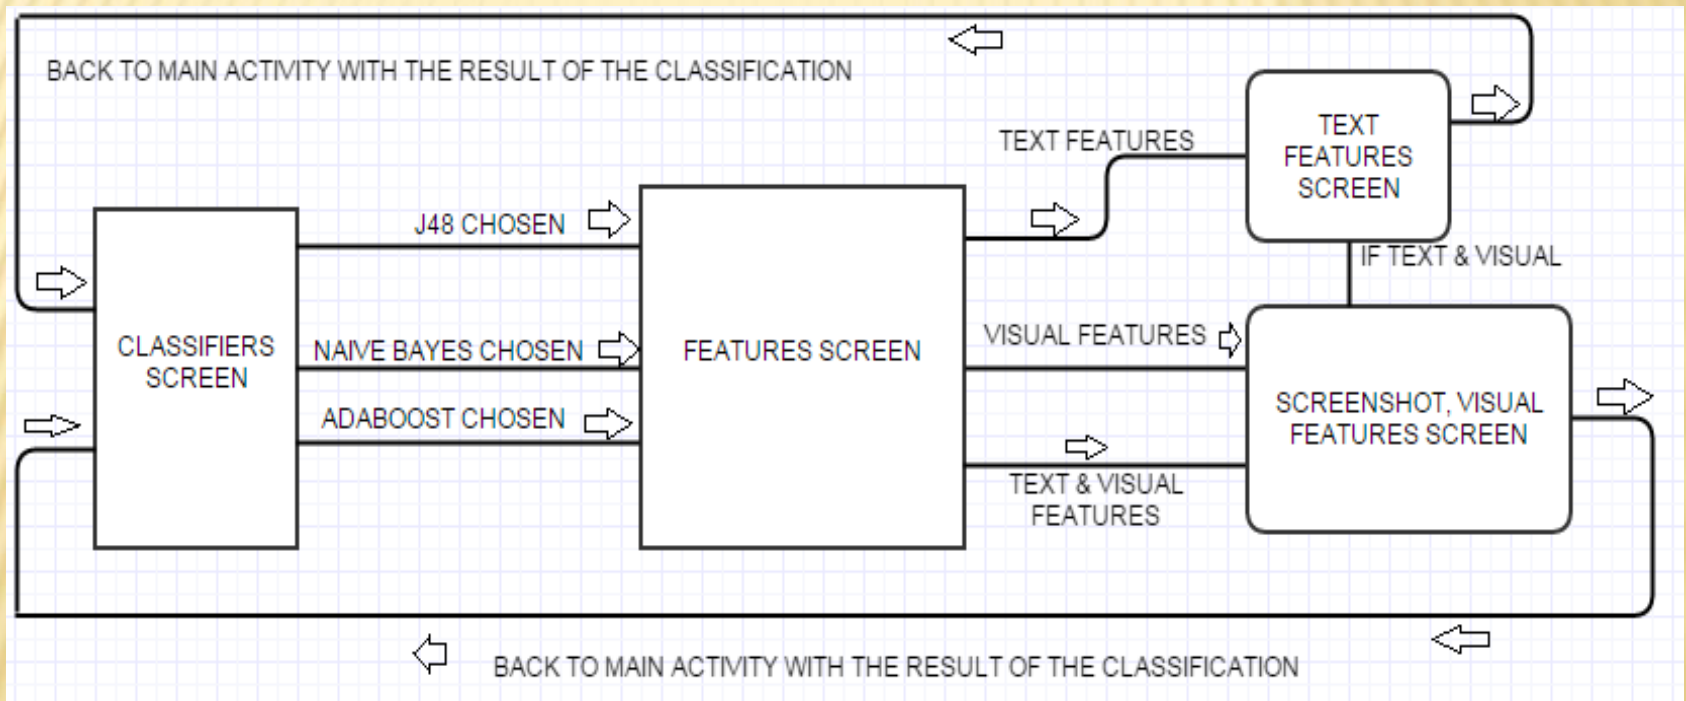 BACK TO MAIN ACTIVITY WITH THE RESULT OF THE CLASSIFICATION
TEXT
FEATURES
SCREEN
TEXT FEATURES
J48 CHOSEN
IF TEXT & VISUAL
CLASSIFIERS
SCREEN
NAIVE BAYES CHOSEN
FEATURES SCREEN
VISUAL FEATURES
ADABOOST CHOSEN
SCREENSHOT, VISUAL
FEATURES SCREEN
TEXT & VISUAL
FEATURES
BACK TO MAIN ACTIVITY WITH THE RESULT OF THE CLASSIFICATION